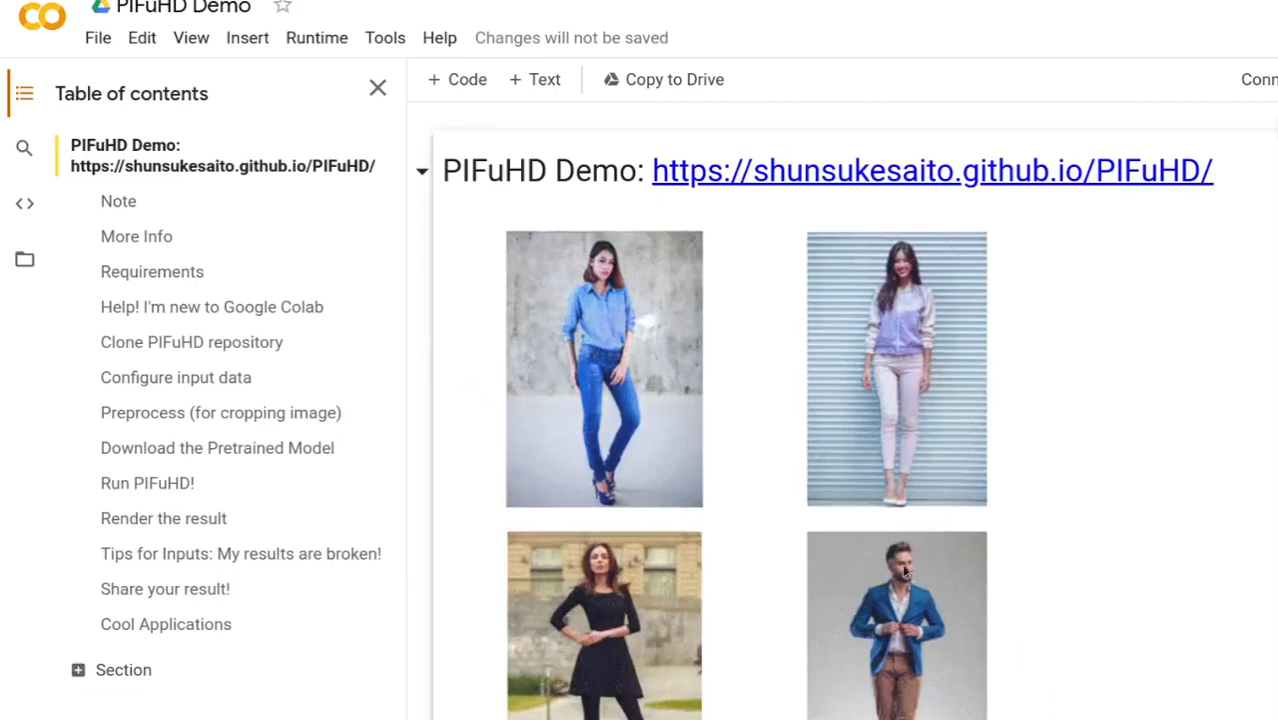 PIFuHD Demo
File Edit View Insert Runtime Tools Help Changes will not be saved
Table of contents
+ Code + Text Copy to Drive
PIFuHD Demo:
https://shunsukesaito.github.io/PIFuHD/
Note
More Info
Requirements
Help! I'm new to Google Colab
Clone PIFuHD repository
Configure input data
Preprocess (for cropping image)
Download the Pretrained Model
Run PIFuHD!
Render the result
Tips for Inputs: My results are broken!
Share your result!
Cool Applications
Section
PIFuHD Demo: https://shunsukesaito.github.io/PIFuHD/